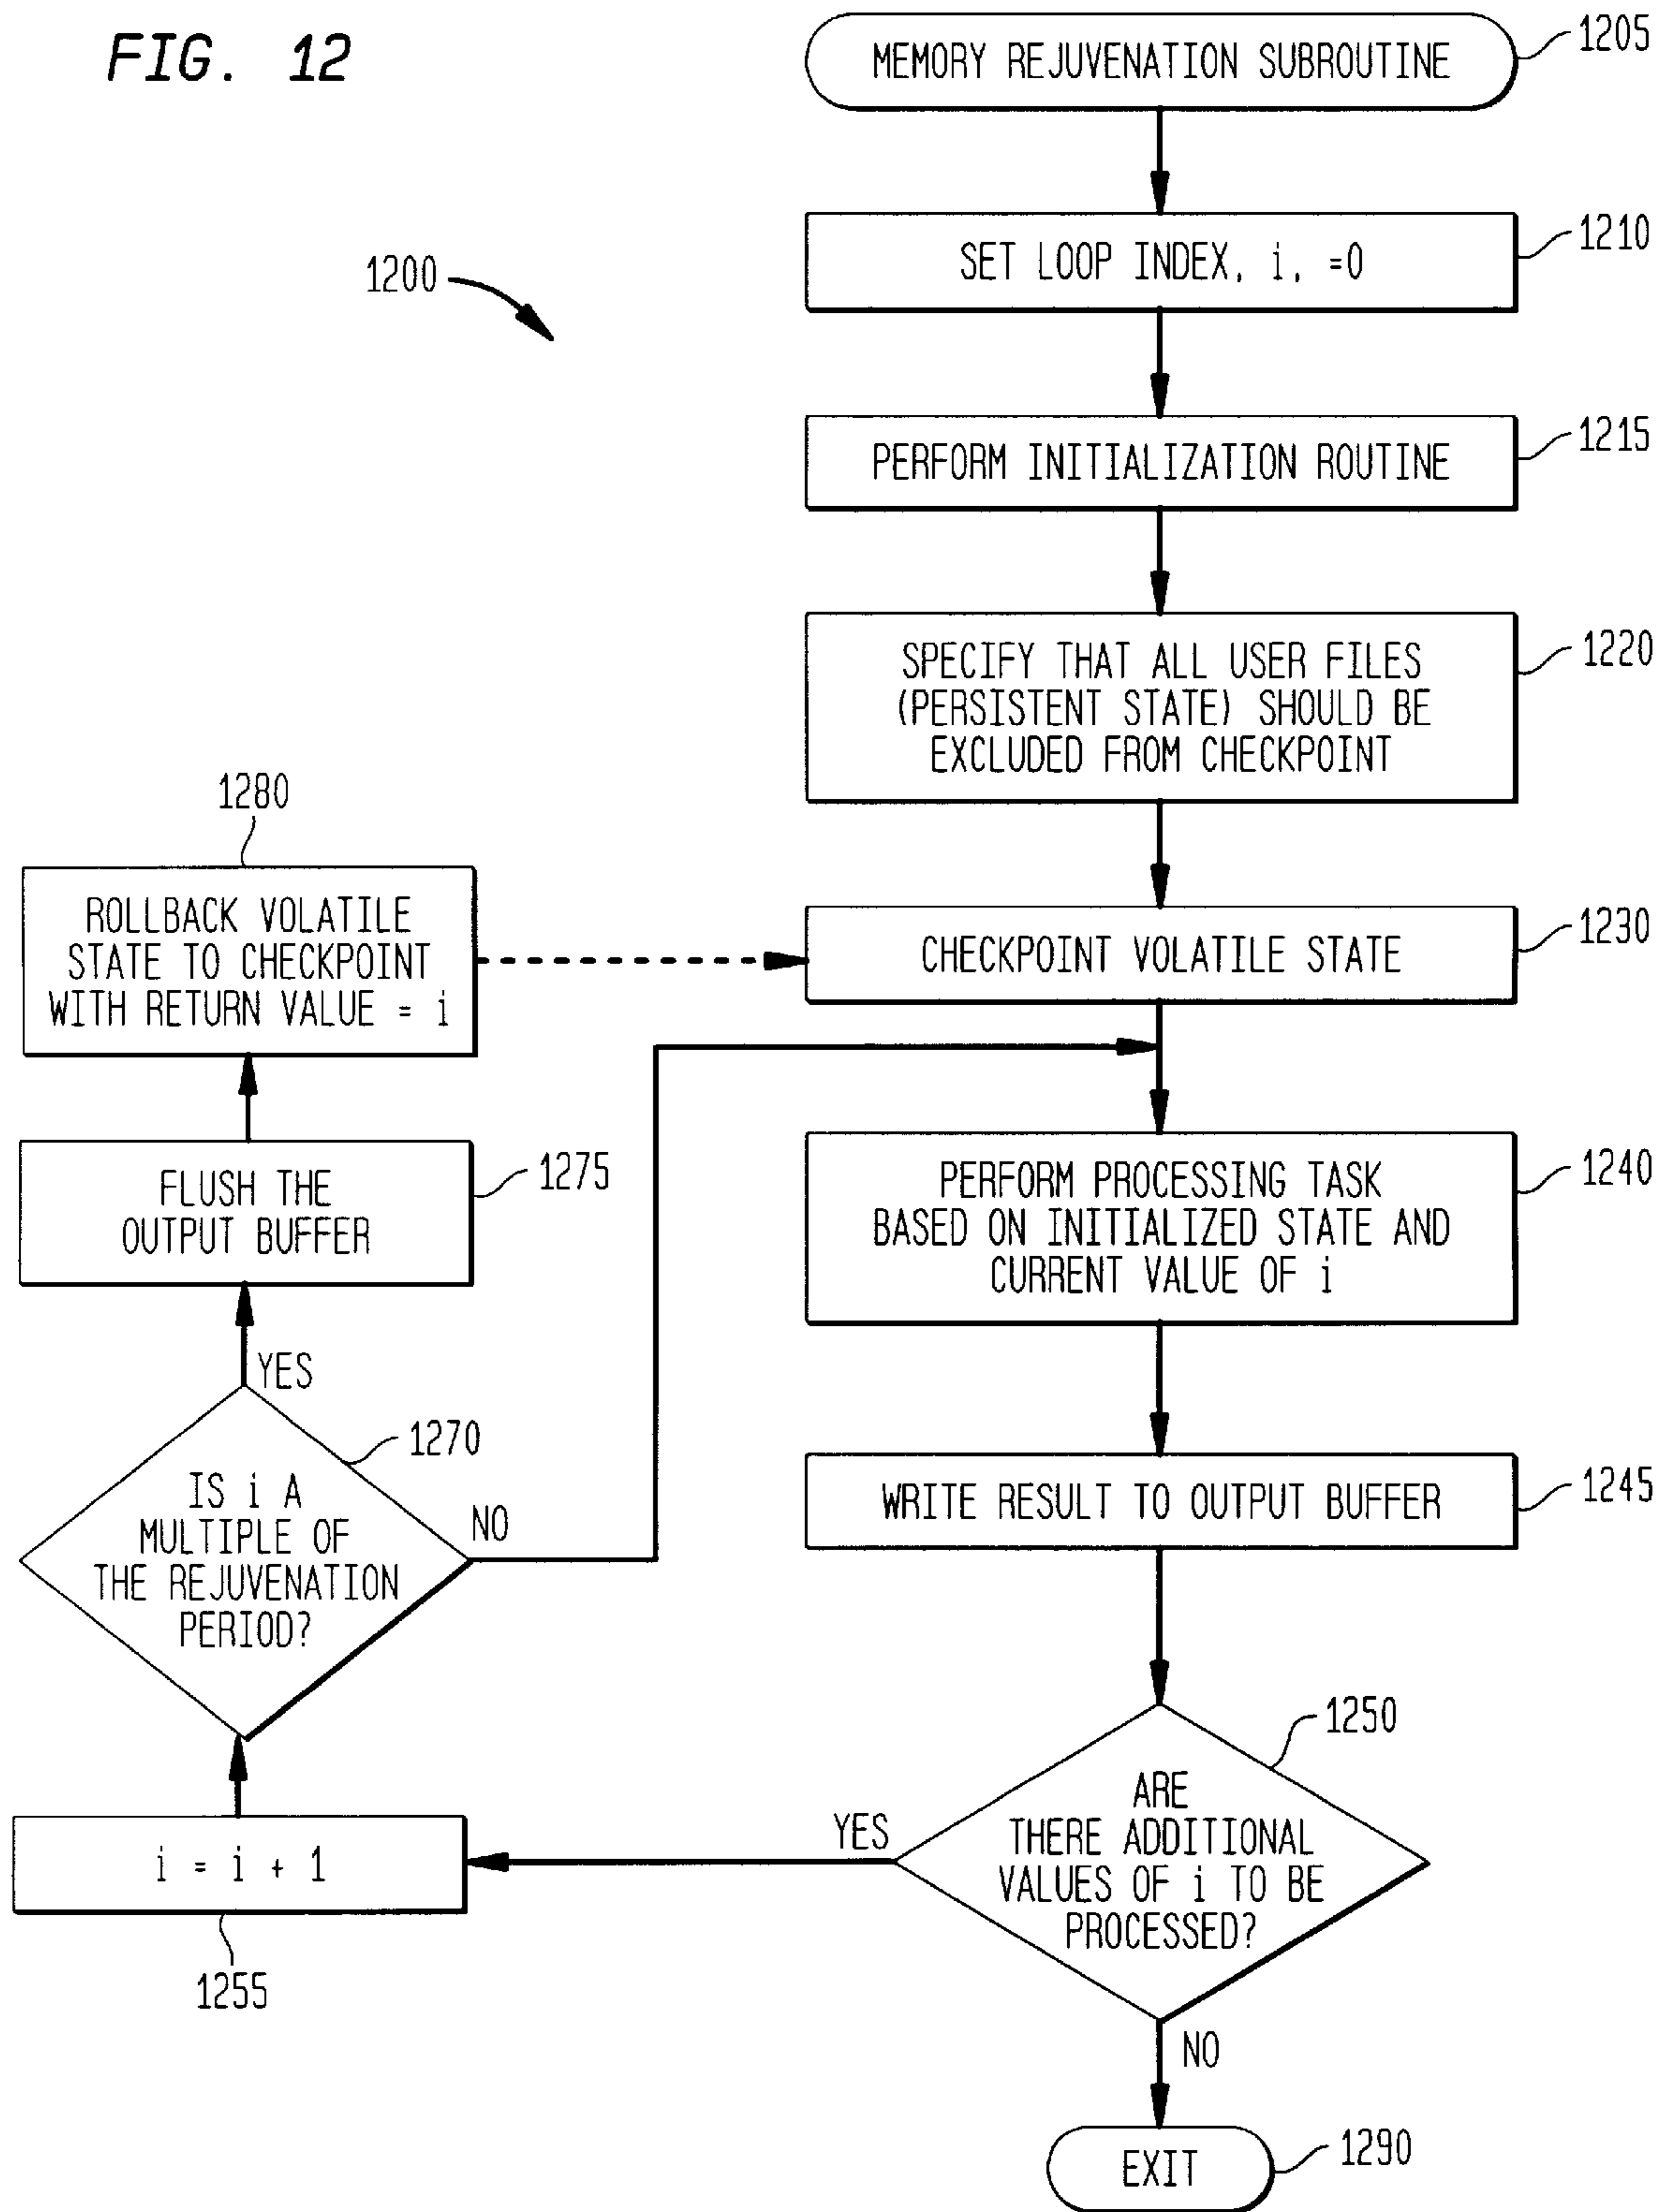 FIG. 12
MEMORY REJUVENATION SUBROUTINE
1205
SET LOOP INDEX, i, =0
1210
1200
PERFORM INITIALIZATION ROUTINE
1215
SPECIFY THAT ALL USER FILES
(PERSISTENT STATE) SHOULD BE
EXCLUDED FROM CHECKPOINT
1220
1280
ROLLBACK VOLATILE
STATE TO CHECKPOINT
WITH RETURN VALUE = i
CHECKPOINT VOLATILE STATE
1230
FLUSH THE
OUTPUT BUFFER
1275
PERFORM PROCESSING TASK
BASED ON INITIALIZED STATE AND
CURRENT VALUE OF i
1240
YES
1270
IS i A
MULTIPLE OF
THE REJUVENATION
PERIOD?
NO
WRITE RESULT TO OUTPUT BUFFER
1245
1250
ARE
THERE ADDITIONAL
VALUES OF i TO BE
PROCESSED?
YES
i = i + 1
1255
NO
EXIT
1290